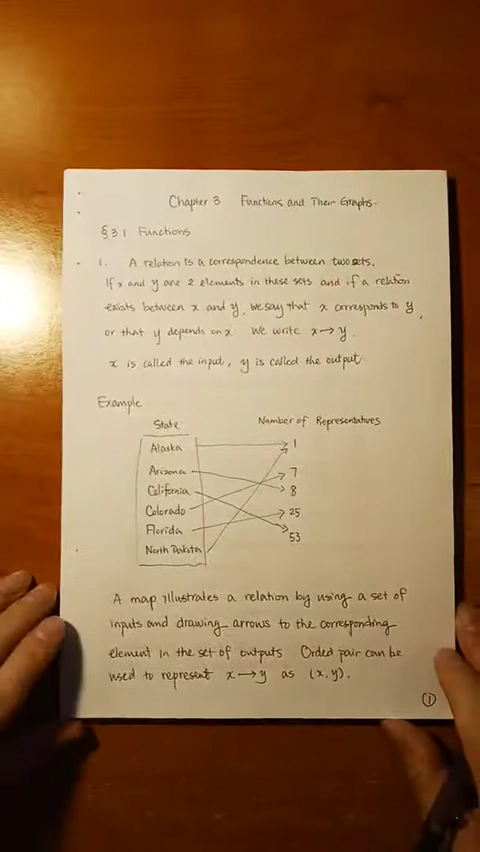 Chapter 3 Functions and Their Graphs.
§3.1 Functions
1. A relation is a correspondence between two sets.
If x and y are 2 elements in these sets and if a relation
exists between x and y, we say that x corresponds to y,
or that y depends on x. We write x→y.
x is called the input, y is called the output.
Example
State Number of Representatives
Alaska 1
Arizona 7
California 8
Colorado 25
Florida 53
North Dakota
A map illustrates a relation by using a set of
inputs and drawing arrows to the corresponding
element in the set of outputs Orded pair can be
used to represent x→y as (x,y).
1